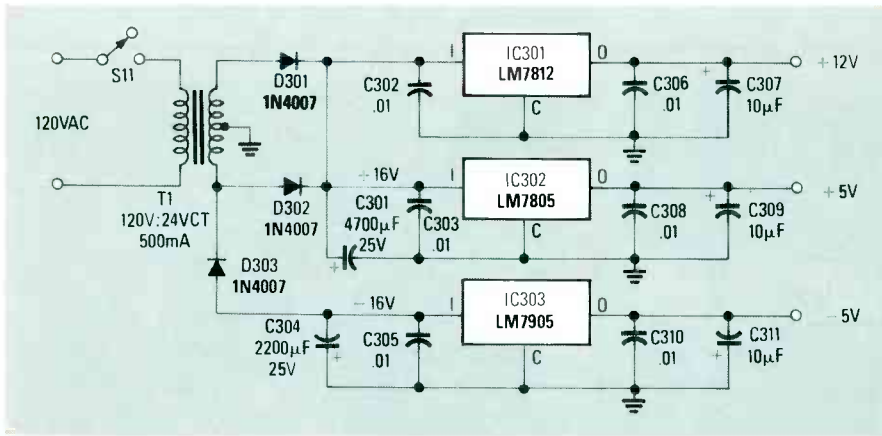 S11
120VAC
T1
120V:24VCT
500mA
D301
1N4007
D302
1N4007
D303
1N4007
C302
.01
I
IC301
LM7812
O
C
C306
.01
C307
10μF
+
+12V
+16V
C301
4700μF
25V
+
C303
.01
I
IC302
LM7805
O
C
C308
.01
C309
10μF
+
+5V
-16V
C304
2200μF
25V
+
C305
.01
I
IC303
LM7905
O
C
C310
.01
C311
10μF
+
-5V